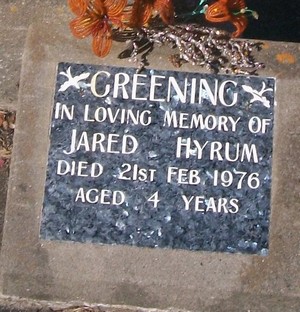 GREENING
IN LOVING MEMORY OF
JARED HYRUM
DIED 21ST FEB 1976
AGED 4 YEARS